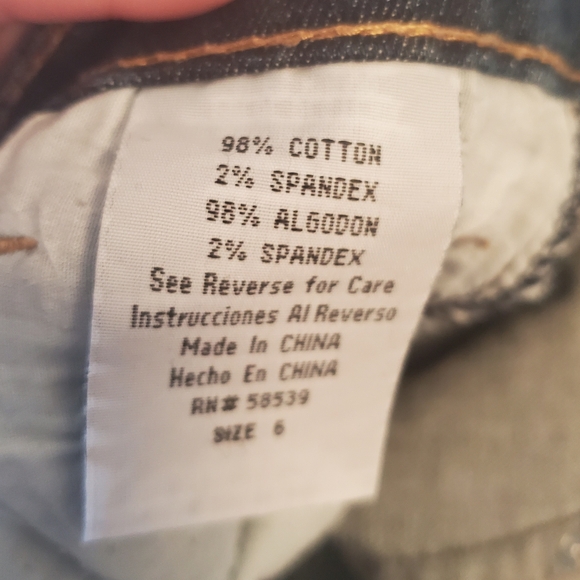 98% COTTON
2% SPANDEX
98% ALGODON
2% SPANDEX
See Reverse for Care
Instrucciones Al Reverso
Made In CHINA
Hecho En CHINA
RN# 58539
SIZE 6